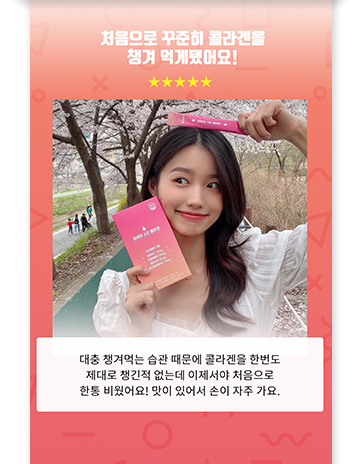 처음으로 꾸준히 콜라겐을
챙겨 먹게됐어요!
대충 챙겨먹는 습관 때문에 콜라겐을 한번도
제대로 챙긴적 없는데 이제서야 처음으로
한통 비웠어요! 맛이 있어서 손이 자주 가요.